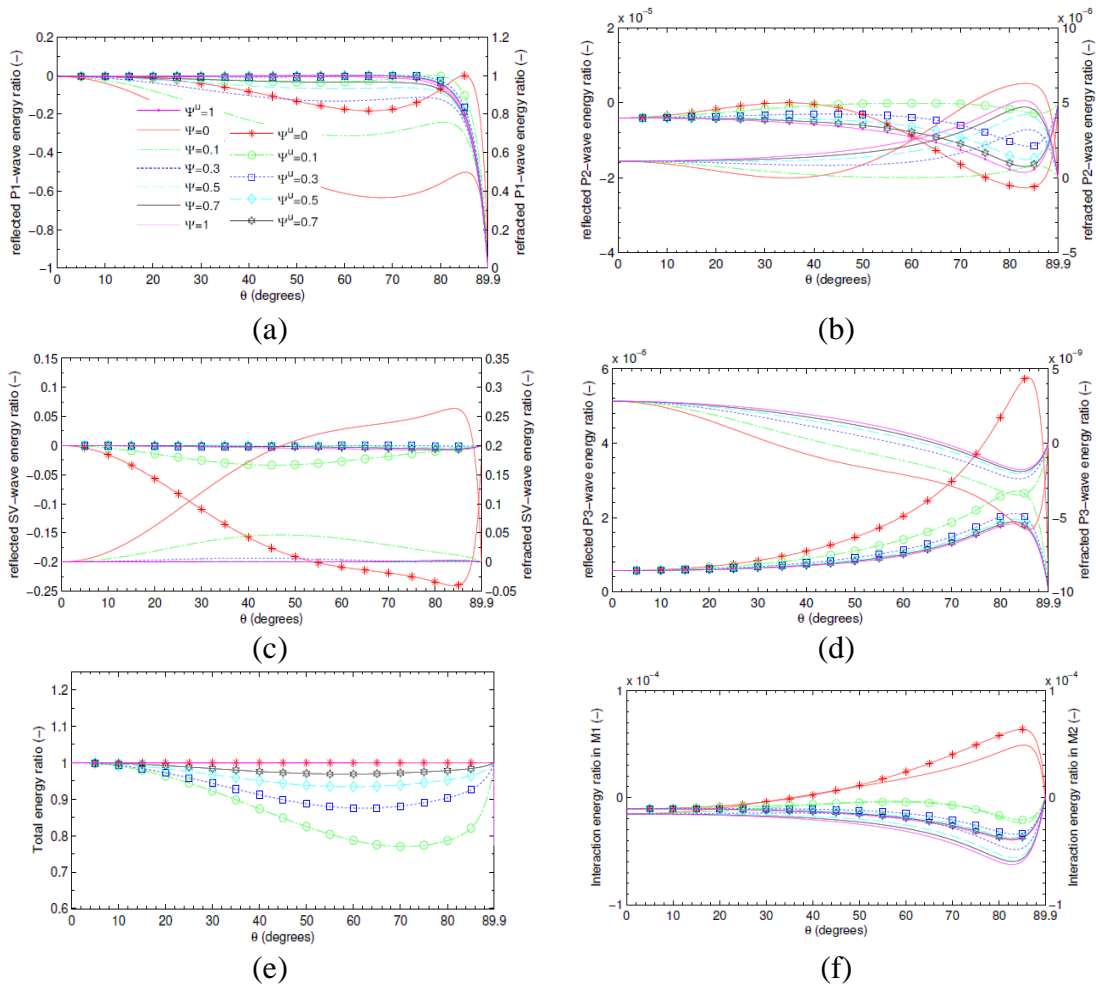 0.2
0
−0.2
−0.4
−0.6
−0.8
−1
reflected P1−wave energy ratio (−)
1.2
1
0.8
0.6
0.4
0.2
0
refracted P1−wave energy ratio (−)
Ψᵘ=1
Ψ=0
Ψ=0.1
Ψ=0.3
Ψ=0.5
Ψ=0.7
Ψ=1
Ψᵘ=0
Ψᵘ=0.1
Ψᵘ=0.3
Ψᵘ=0.5
Ψᵘ=0.7
0 10 20 30 40 50 60 70 80 89.9
θ (degrees)
(a)
x 10⁻⁵
2
0
−2
−4
reflected P2−wave energy ratio (−)
x 10⁻⁶
10
5
0
−5
refracted P2−wave energy ratio (−)
0 10 20 30 40 50 60 70 80 89.9
θ (degrees)
(b)
0.15
0.1
0.05
0
−0.05
−0.1
−0.15
−0.2
−0.25
reflected SV−wave energy ratio (−)
0.35
0.3
0.25
0.2
0.15
0.1
0.05
0
−0.05
refracted SV−wave energy ratio (−)
0 10 20 30 40 50 60 70 80 89.9
θ (degrees)
(c)
x 10⁻⁶
6
4
2
0
reflected P3−wave energy ratio (−)
x 10⁻⁹
5
0
−5
−10
refracted P3−wave energy ratio (−)
0 10 20 30 40 50 60 70 80 89.9
θ (degrees)
(d)
1.2
1.1
1
0.9
0.8
0.7
0.6
Total energy ratio (−)
0 10 20 30 40 50 60 70 80 89.9
θ (degrees)
(e)
x 10⁻⁴
1
0
−1
Interaction energy ratio in M1 (−)
x 10⁻⁴
1
0
−1
Interaction energy ratio in M2 (−)
0 10 20 30 40 50 60 70 80 89.9
θ (degrees)
(f)